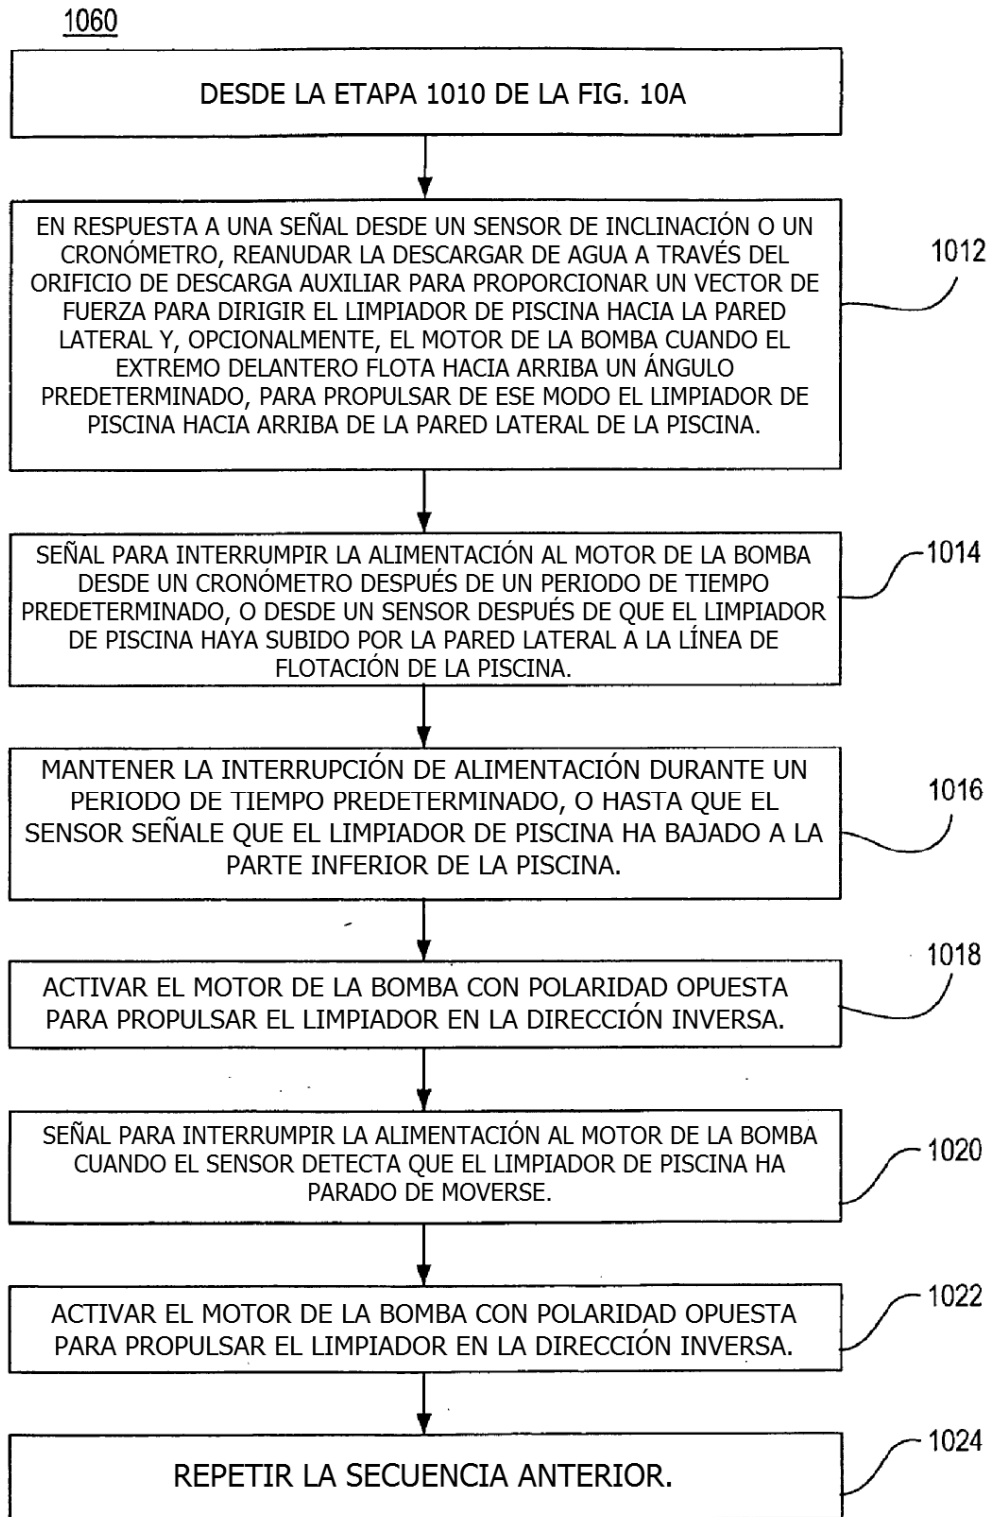 1060
DESDE LA ETAPA 1010 DE LA FIG. 10A
EN RESPUESTA A UNA SEÑAL DESDE UN SENSOR DE INCLINACIÓN O UN
CRONÓMETRO, REANUDAR LA DESCARGAR DE AGUA A TRAVÉS DEL
ORIFICIO DE DESCARGA AUXILIAR PARA PROPORCIONAR UN VECTOR DE
FUERZA PARA DIRIGIR EL LIMPIADOR DE PISCINA HACIA LA PARED
LATERAL Y, OPCIONALMENTE, EL MOTOR DE LA BOMBA CUANDO EL
EXTREMO DELANTERO FLOTA HACIA ARRIBA UN ÁNGULO
PREDETERMINADO, PARA PROPULSAR DE ESE MODO EL LIMPIADOR DE
PISCINA HACIA ARRIBA DE LA PARED LATERAL DE LA PISCINA.
1012
SEÑAL PARA INTERRUMPIR LA ALIMENTACIÓN AL MOTOR DE LA BOMBA
DESDE UN CRONÓMETRO DESPUÉS DE UN PERIODO DE TIEMPO
PREDETERMINADO, O DESDE UN SENSOR DESPUÉS DE QUE EL LIMPIADOR
DE PISCINA HAYA SUBIDO POR LA PARED LATERAL A LA LÍNEA DE
FLOTACIÓN DE LA PISCINA.
1014
MANTENER LA INTERRUPCIÓN DE ALIMENTACIÓN DURANTE UN
PERIODO DE TIEMPO PREDETERMINADO, O HASTA QUE EL
SENSOR SEÑALE QUE EL LIMPIADOR DE PISCINA HA BAJADO A LA
PARTE INFERIOR DE LA PISCINA.
1016
ACTIVAR EL MOTOR DE LA BOMBA CON POLARIDAD OPUESTA
PARA PROPULSAR EL LIMPIADOR EN LA DIRECCIÓN INVERSA.
1018
SEÑAL PARA INTERRUMPIR LA ALIMENTACIÓN AL MOTOR DE LA BOMBA
CUANDO EL SENSOR DETECTA QUE EL LIMPIADOR DE PISCINA HA
PARADO DE MOVERSE.
1020
ACTIVAR EL MOTOR DE LA BOMBA CON POLARIDAD OPUESTA
PARA PROPULSAR EL LIMPIADOR EN LA DIRECCIÓN INVERSA.
1022
REPETIR LA SECUENCIA ANTERIOR.
1024